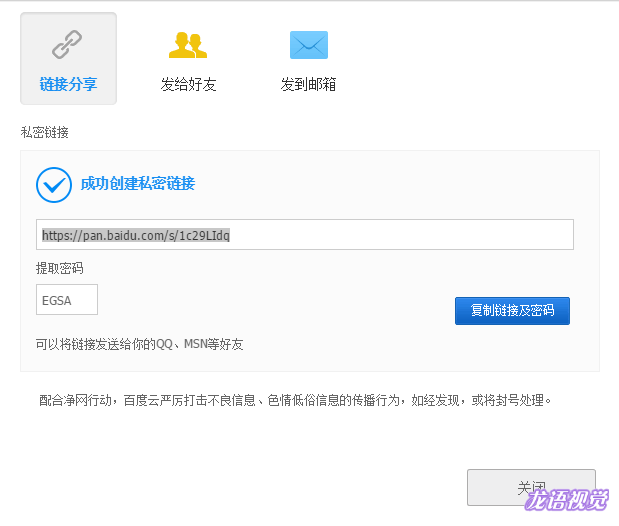 链接分享
发给好友
发到邮箱
私密链接
成功创建私密链接
https://pan.baidu.com/s/1c29LIdq
提取密码
EGSA
复制链接及密码
可以将链接发送给你的QQ、MSN等好友
配合净网行动，百度云严厉打击不良信息、色情低俗信息的传播行为，如经发现，或将封号处理。
关闭
龙语视觉